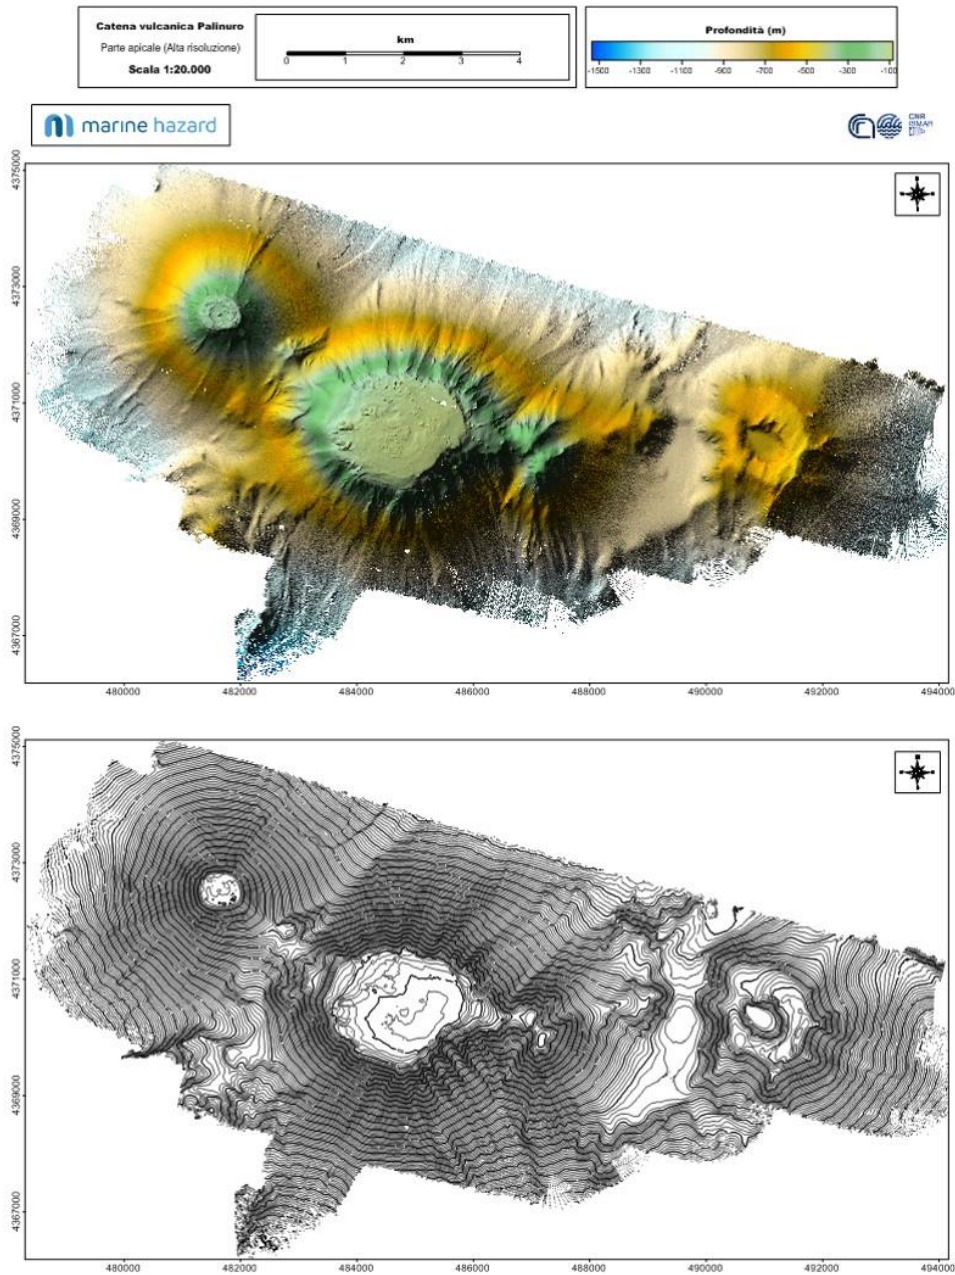 Catena vulcanica Palinuro
Parte apicale (Alta risoluzione)
Scala 1:20.000
km
0 1 2 3 4
Profondità (m)
-1500 -1300 -1100 -900 -700 -500 -300 -100
marine hazard
CNR
ISMAR
4375000
4373000
4371000
4369000
4367000
480000 482000 484000 486000 488000 490000 492000 494000
4375000
4373000
4371000
4369000
4367000
480000 482000 484000 486000 488000 490000 492000 494000